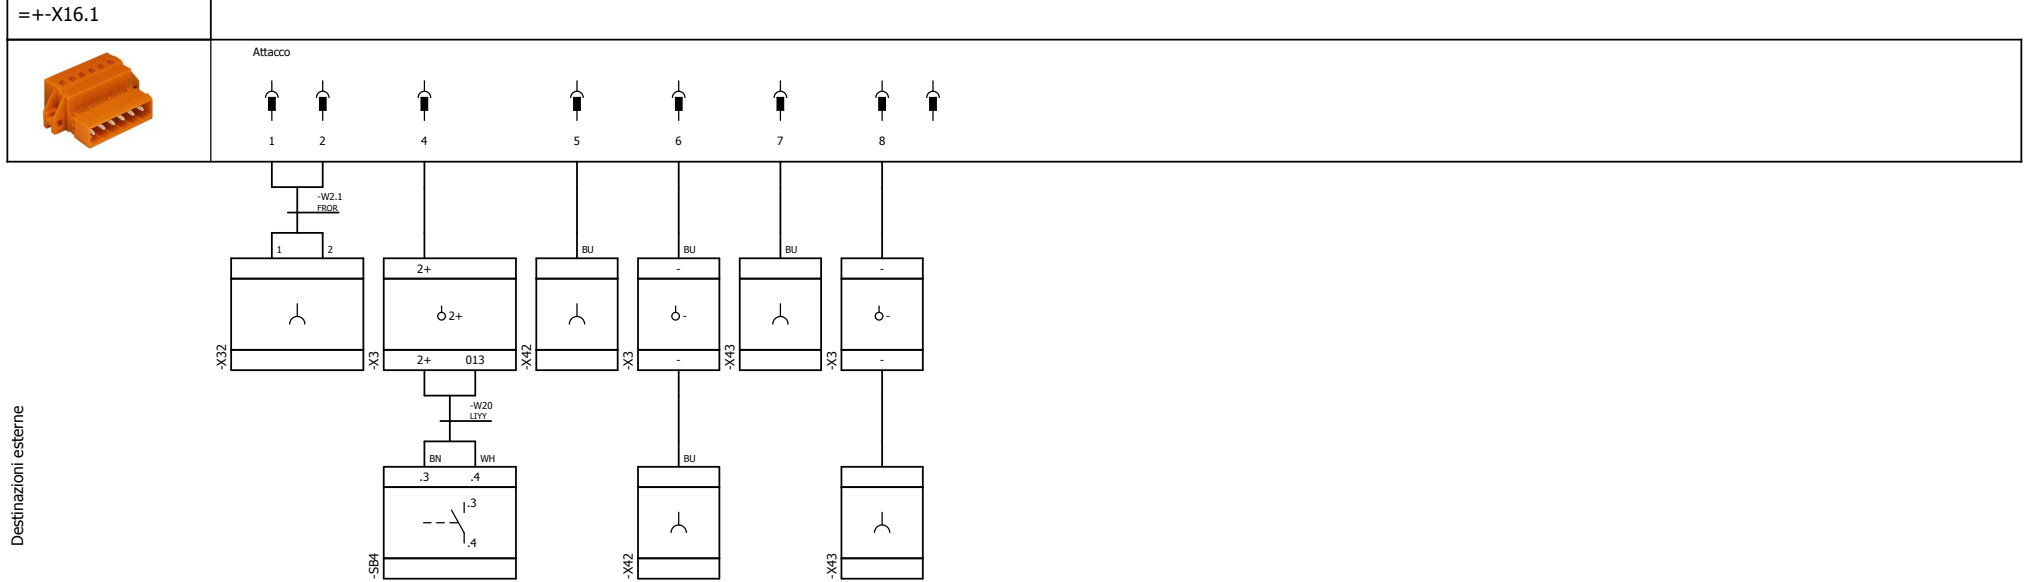 =+-X16.1
Attacco
1 2 4 5 6 7 8
-W2.1
FROR
1 2 BU BU BU
2+ - -
2+ - -
-X32 -X3 -X42 -X3 -X43 -X3
2+ 013 - -
-W20
LIYY
BN WH BU
.3 .4
.3
.4
-SB4 -X42 -X43
Destinazioni esterne